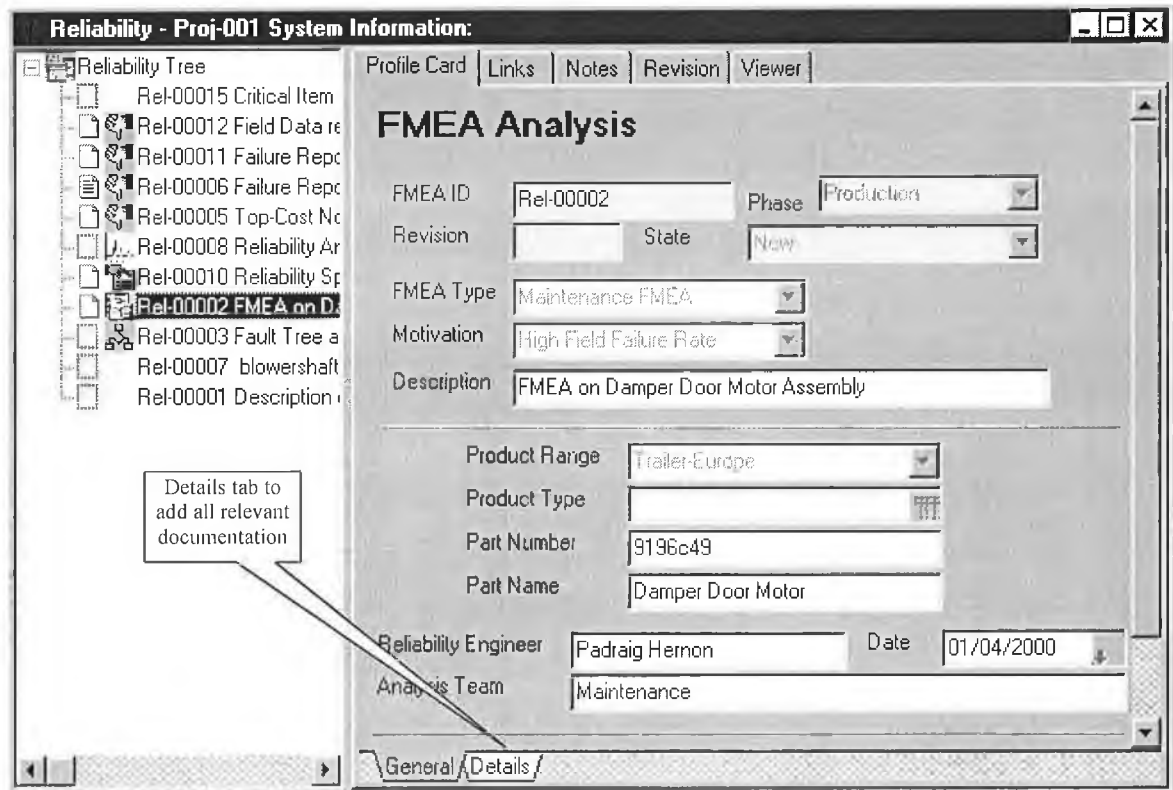 Reliability - Proj-001 System Information:
Reliability Tree
Rel-00015 Critical Item
Rel-00012 Field Data re
Rel-00011 Failure Repo
Rel-00006 Failure Repo
Rel-00005 Top-Cost No
Rel-00008 Reliability Ar
Rel-00010 Reliability Sp
Rel-00002 FMEA on Da
Rel-00003 Fault Tree a
Rel-00007 blowershaft
Rel-00001 Description
Details tab to
add all relevant
documentation
Profile Card Links Notes Revision Viewer
FMEA Analysis
FMEA ID Rel-00002 Phase Production
Revision State New
FMEA Type Maintenance FMEA
Motivation High Field Failure Rate
Description FMEA on Damper Door Motor Assembly
Product Range Trailer-Europe
Product Type
Part Number 9196c49
Part Name Damper Door Motor
Reliability Engineer Padraig Hernon Date 01/04/2000
Analysis Team Maintenance
General Details